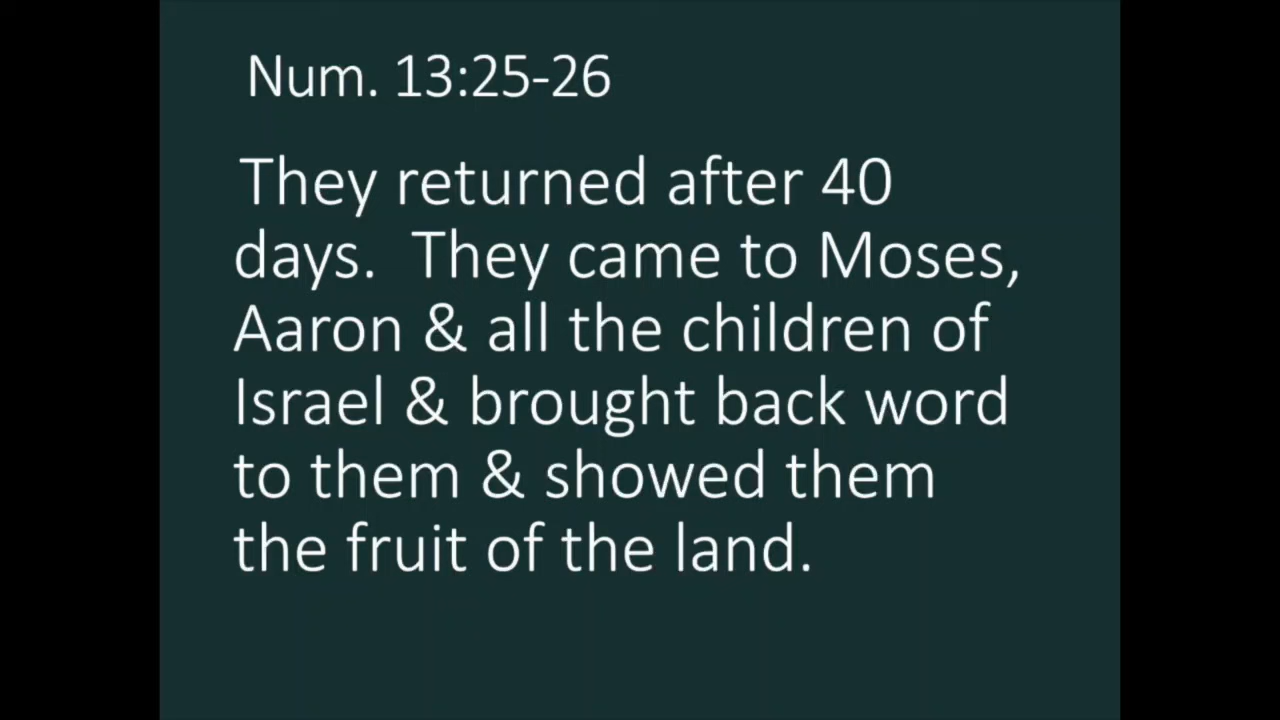 Num. 13:25-26
They returned after 40
days.  They came to Moses,
Aaron & all the children of
Israel & brought back word
to them & showed them
the fruit of the land.